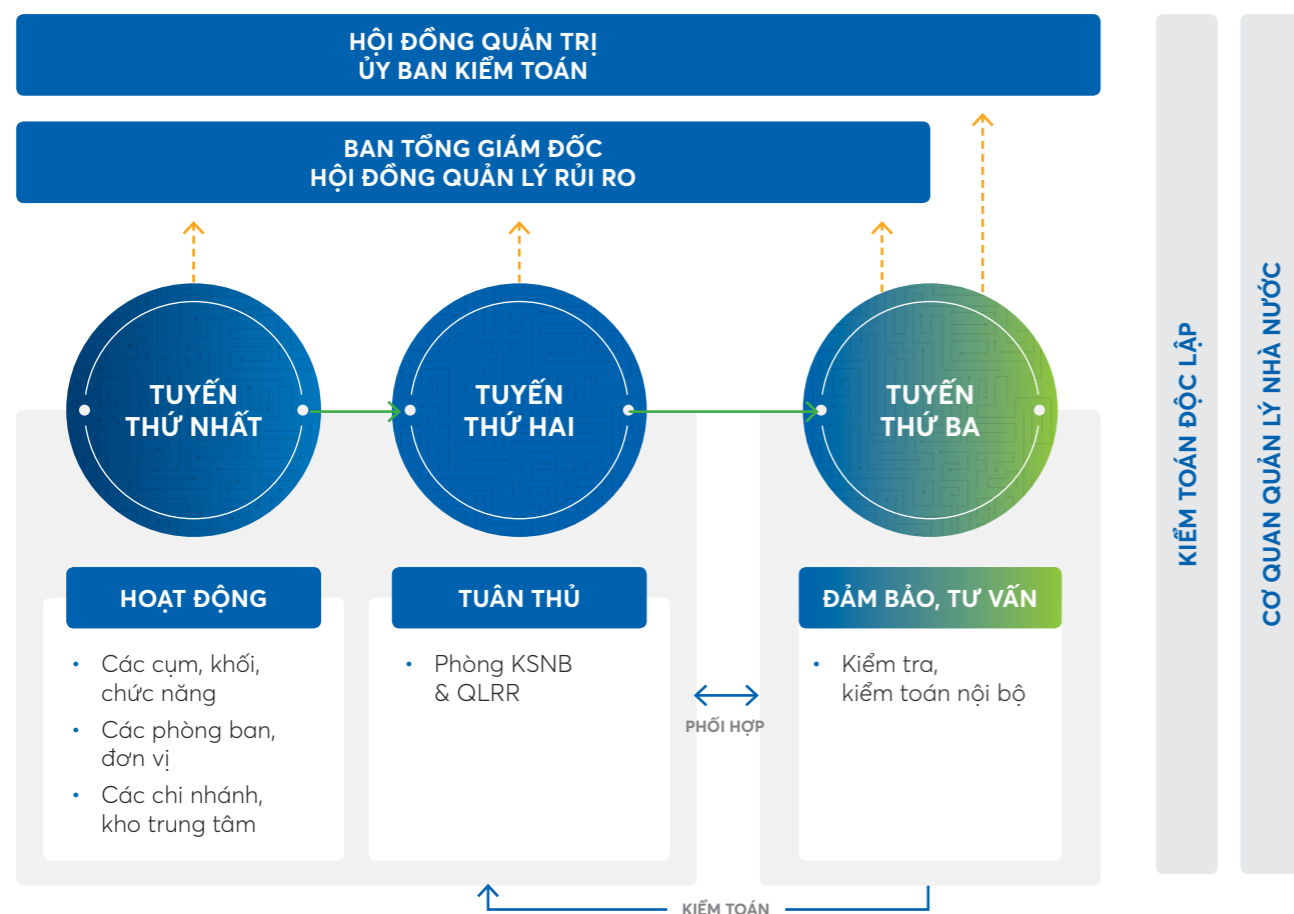 HỘI ĐỒNG QUẢN TRỊ
ỦY BAN KIỂM TOÁN
BAN TỔNG GIÁM ĐỐC
HỘI ĐỒNG QUẢN LÝ RỦI RO
TUYẾN
THỨ NHẤT
TUYẾN
THỨ HAI
TUYẾN
THỨ BA
HOẠT ĐỘNG
• Các cụm, khối,
chức năng
• Các phòng ban,
đơn vị
• Các chi nhánh,
kho trung tâm
TUÂN THỦ
• Phòng KSNB
& QLRR
PHỐI HỢP
ĐẢM BẢO, TƯ VẤN
• Kiểm tra,
kiểm toán nội bộ
KIỂM TOÁN
KIỂM TOÁN ĐỘC LẬP
CƠ QUAN QUẢN LÝ NHÀ NƯỚC